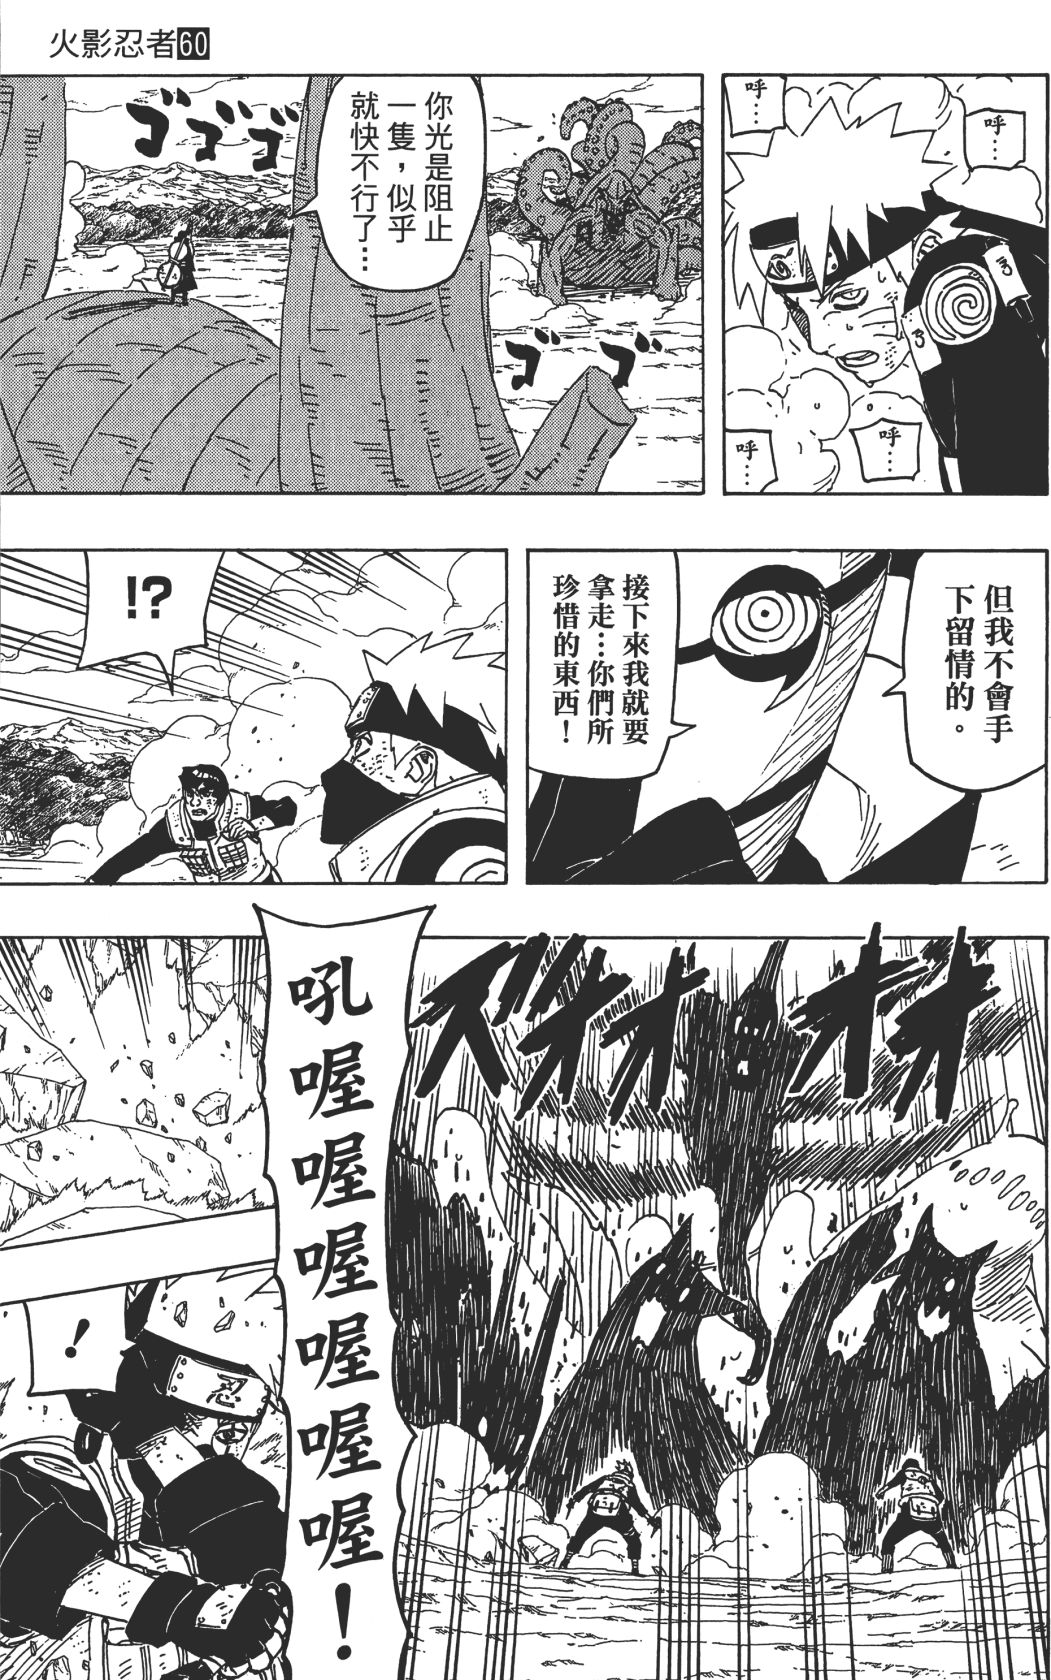 火影忍者60
呼…
呼…
呼…
呼…
你光是阻止
一隻，似乎
就快不行了…
ゴゴゴ
ゴゴ
但我不會手
下留情的。
接下來我就要
拿走…你們所
珍惜的東西！
!?
オオオオズ
吼喔喔喔喔喔喔！
！
忍